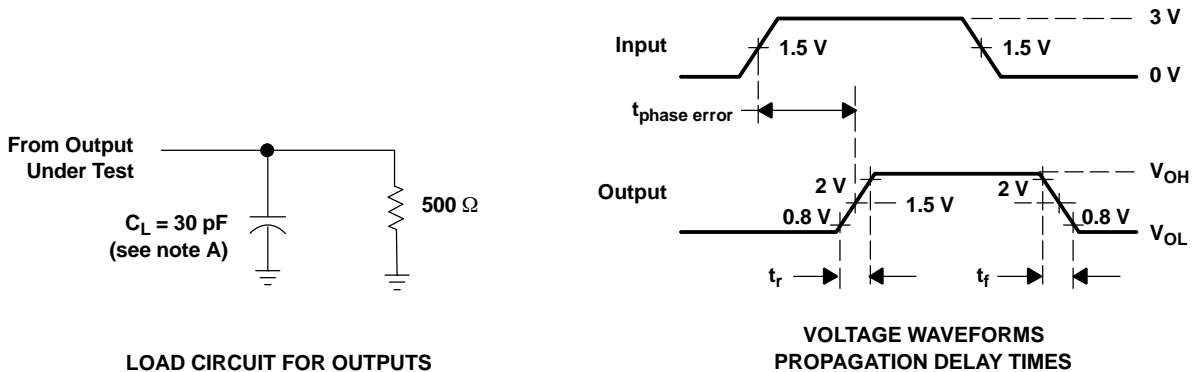 From Output
Under Test
C_L = 30 pF
(see note A)
500 Ω
LOAD CIRCUIT FOR OUTPUTS
Input
1.5 V
1.5 V
3 V
0 V
t_phase error
Output
2 V
0.8 V
1.5 V
2 V
0.8 V
V_OH
V_OL
t_r
t_f
VOLTAGE WAVEFORMS
PROPAGATION DELAY TIMES